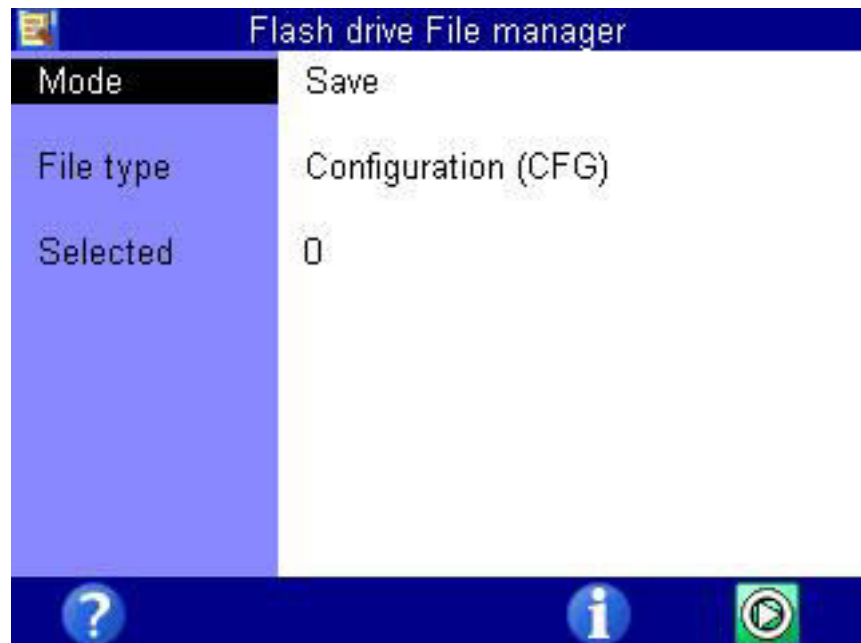 Flash drive File manager
Mode Save
File type Configuration (CFG)
Selected 0
?
i